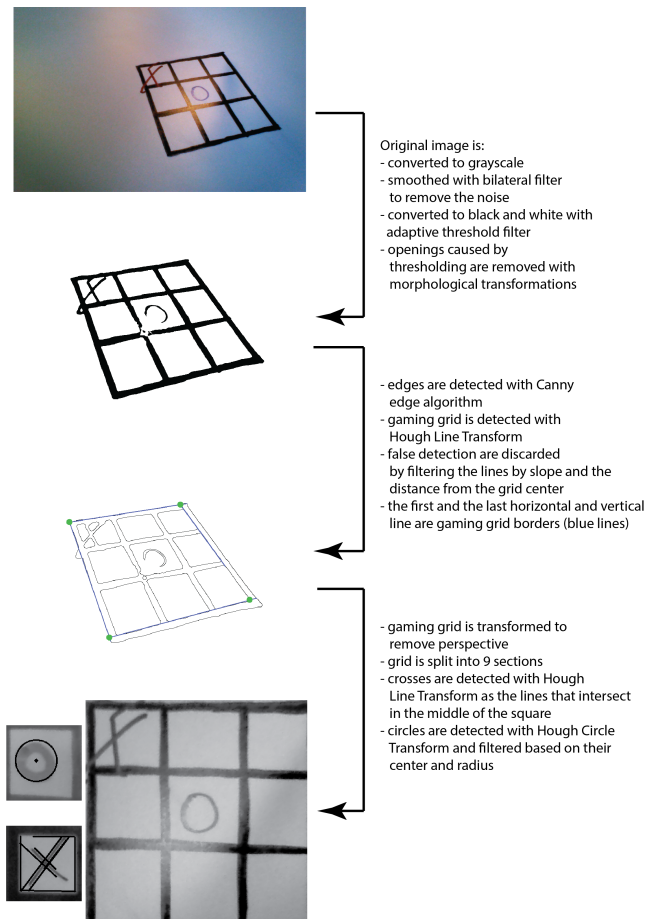 Original image is:
- converted to grayscale
- smoothed with bilateral filter
to remove the noise
- converted to black and white with
adaptive threshold filter
- openings caused by
thresholding are removed with
morphological transformations
- edges are detected with Canny
edge algorithm
- gaming grid is detected with
Hough Line Transform
- false detection are discarded
by filtering the lines by slope and the
distance from the grid center
- the first and the last horizontal and vertical
line are gaming grid borders (blue lines)
- gaming grid is transformed to
remove perspective
- grid is split into 9 sections
- crosses are detected with Hough
Line Transform as the lines that intersect
in the middle of the square
- circles are detected with Hough Circle
Transform and filtered based on their
center and radius